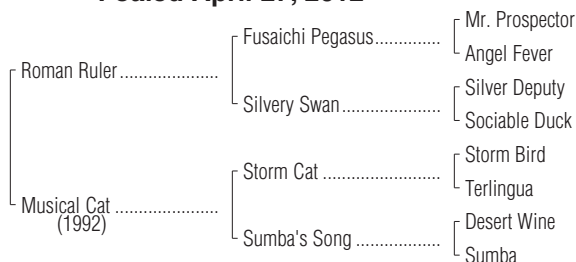 Fusaichi Pegasus..............
Mr. Prospector
Angel Fever
Roman Ruler.....................
Silvery Swan.....................
Silver Deputy
Sociable Duck
Storm Cat .........................
Storm Bird
Terlingua
Musical Cat ......................
(1992)
Sumba's Song ..................
Desert Wine
Sumba